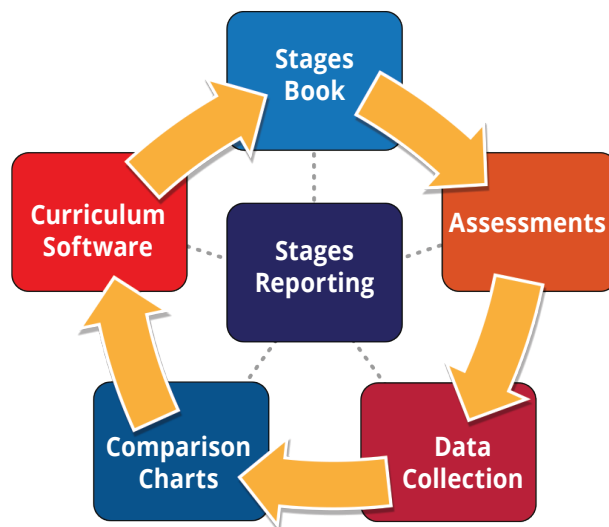 Stages
Book
Assessments
Data
Collection
Comparison
Charts
Curriculum
Software
Stages
Reporting